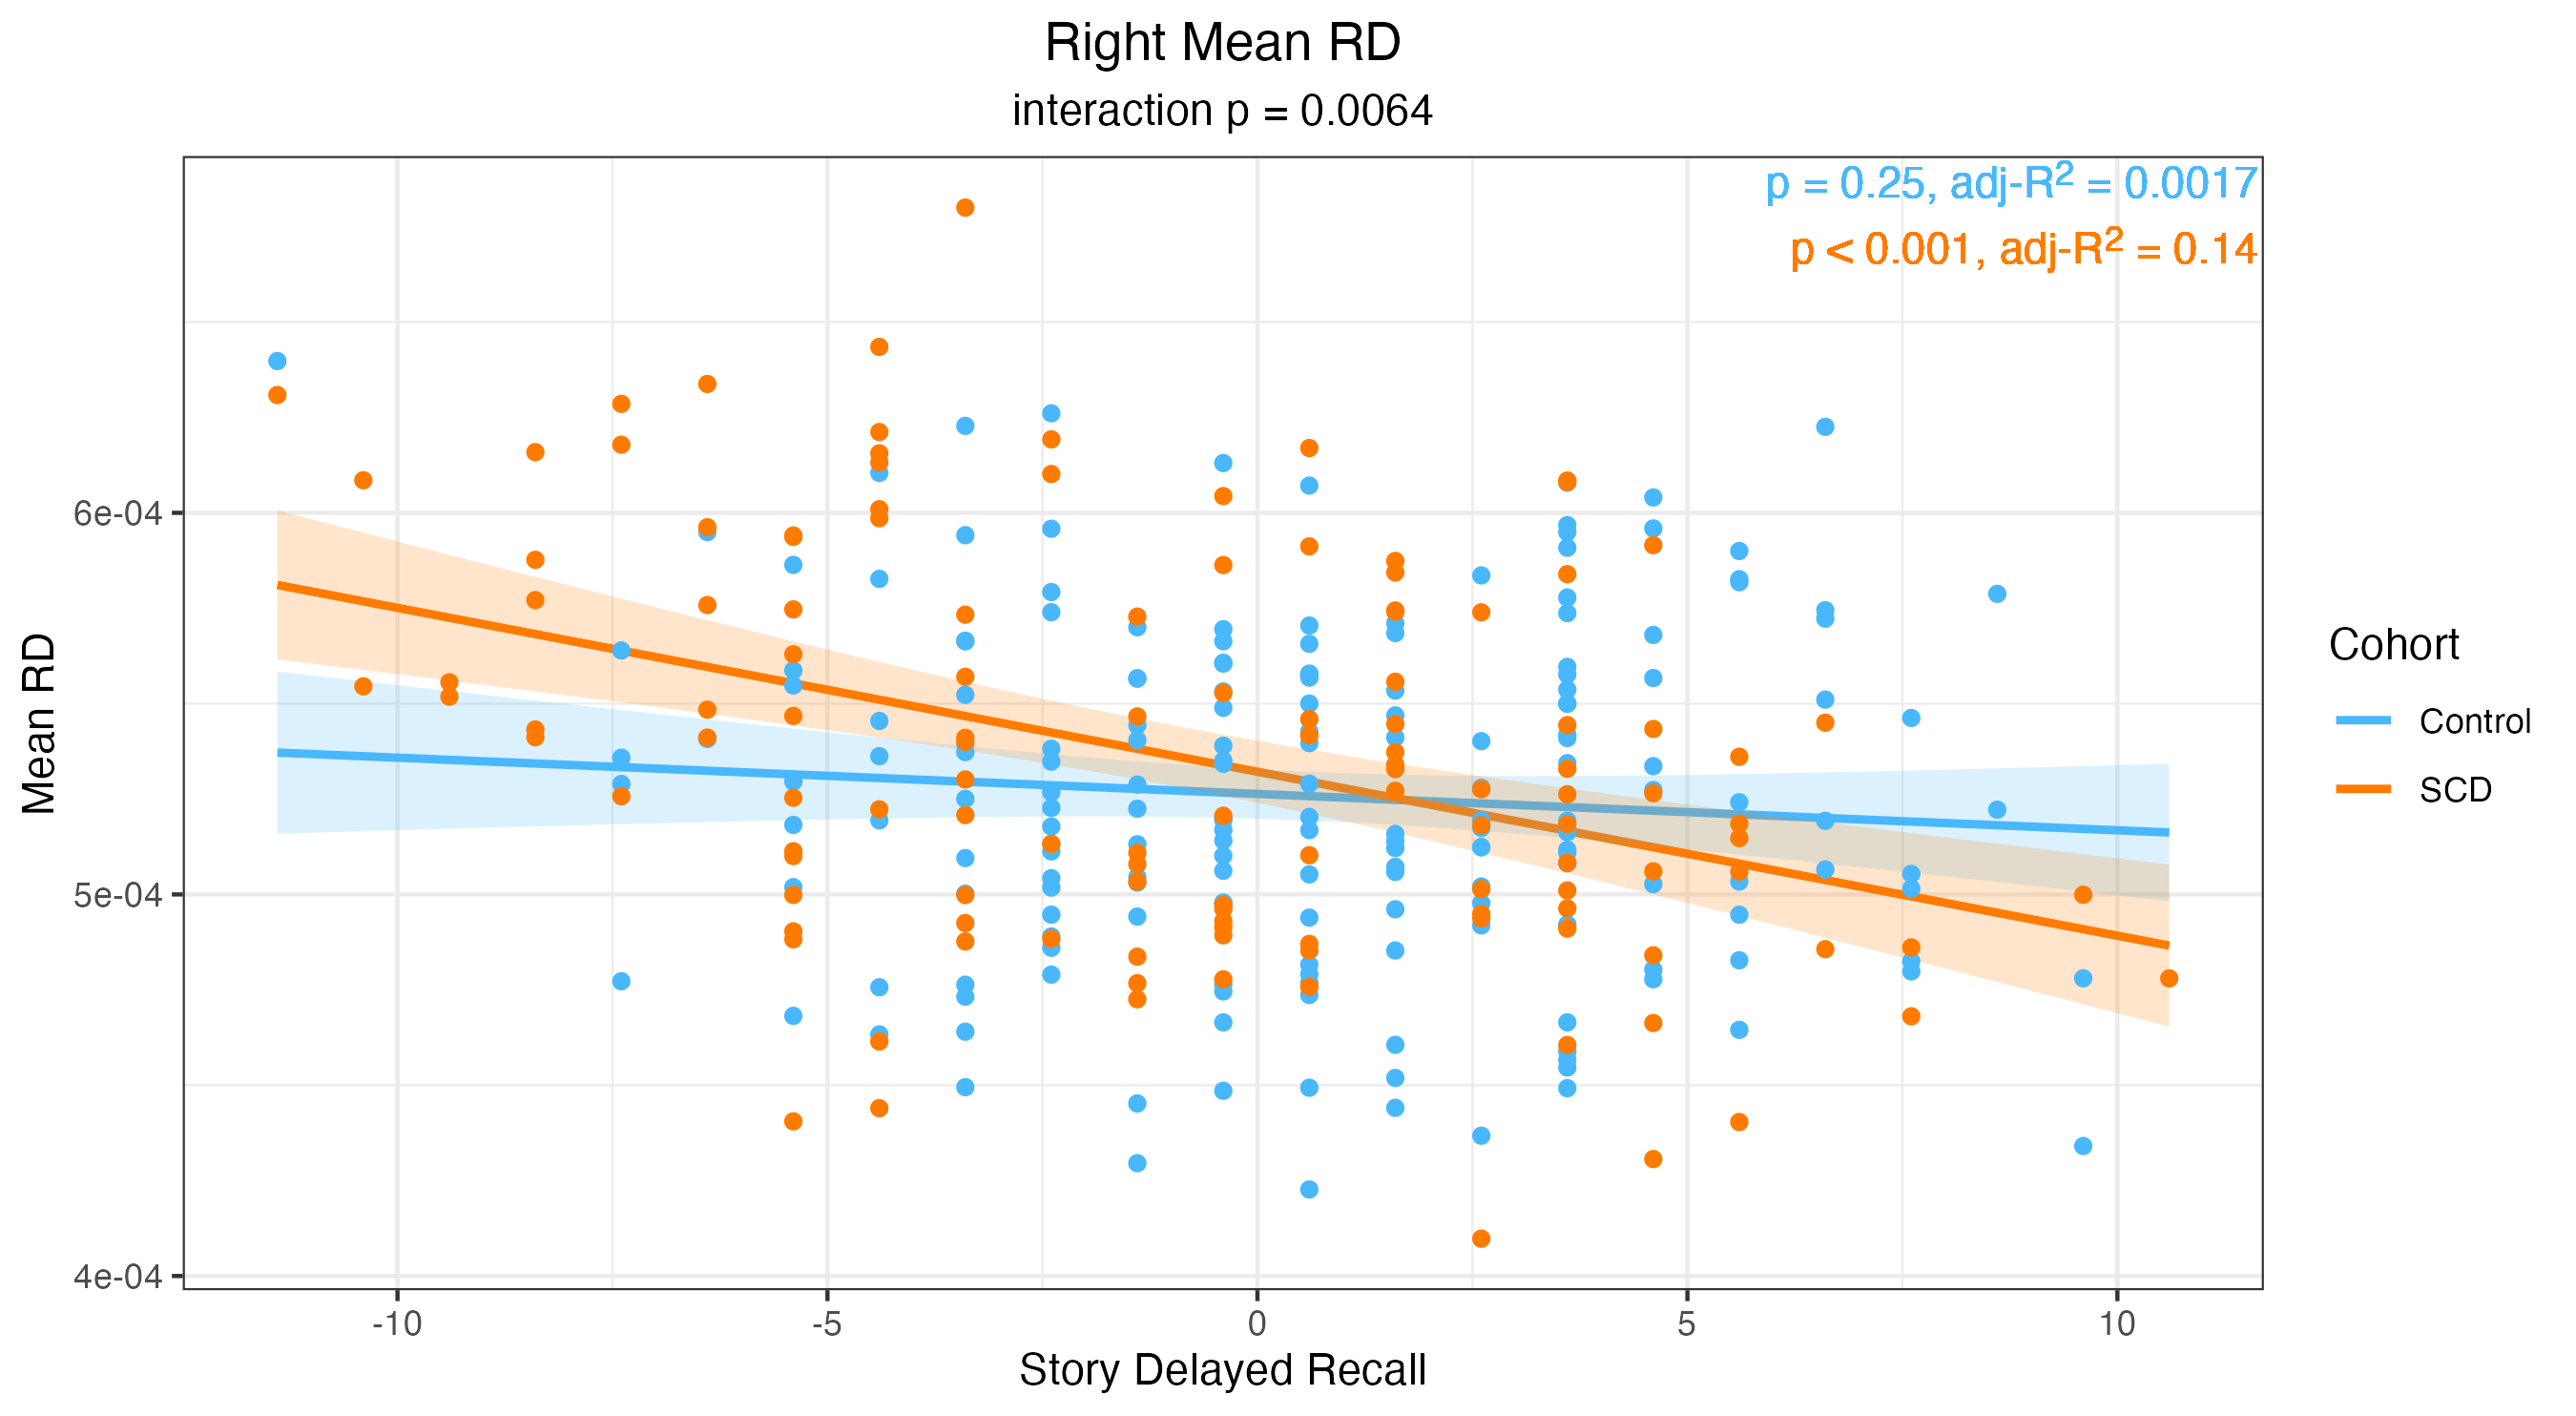 Right Mean RD
interaction p = 0.0064
p = 0.25, adj-R² = 0.0017
p < 0.001, adj-R² = 0.14
Mean RD
6e-04
5e-04
4e-04
-10 -5 0 5 10
Story Delayed Recall
Cohort
Control
SCD